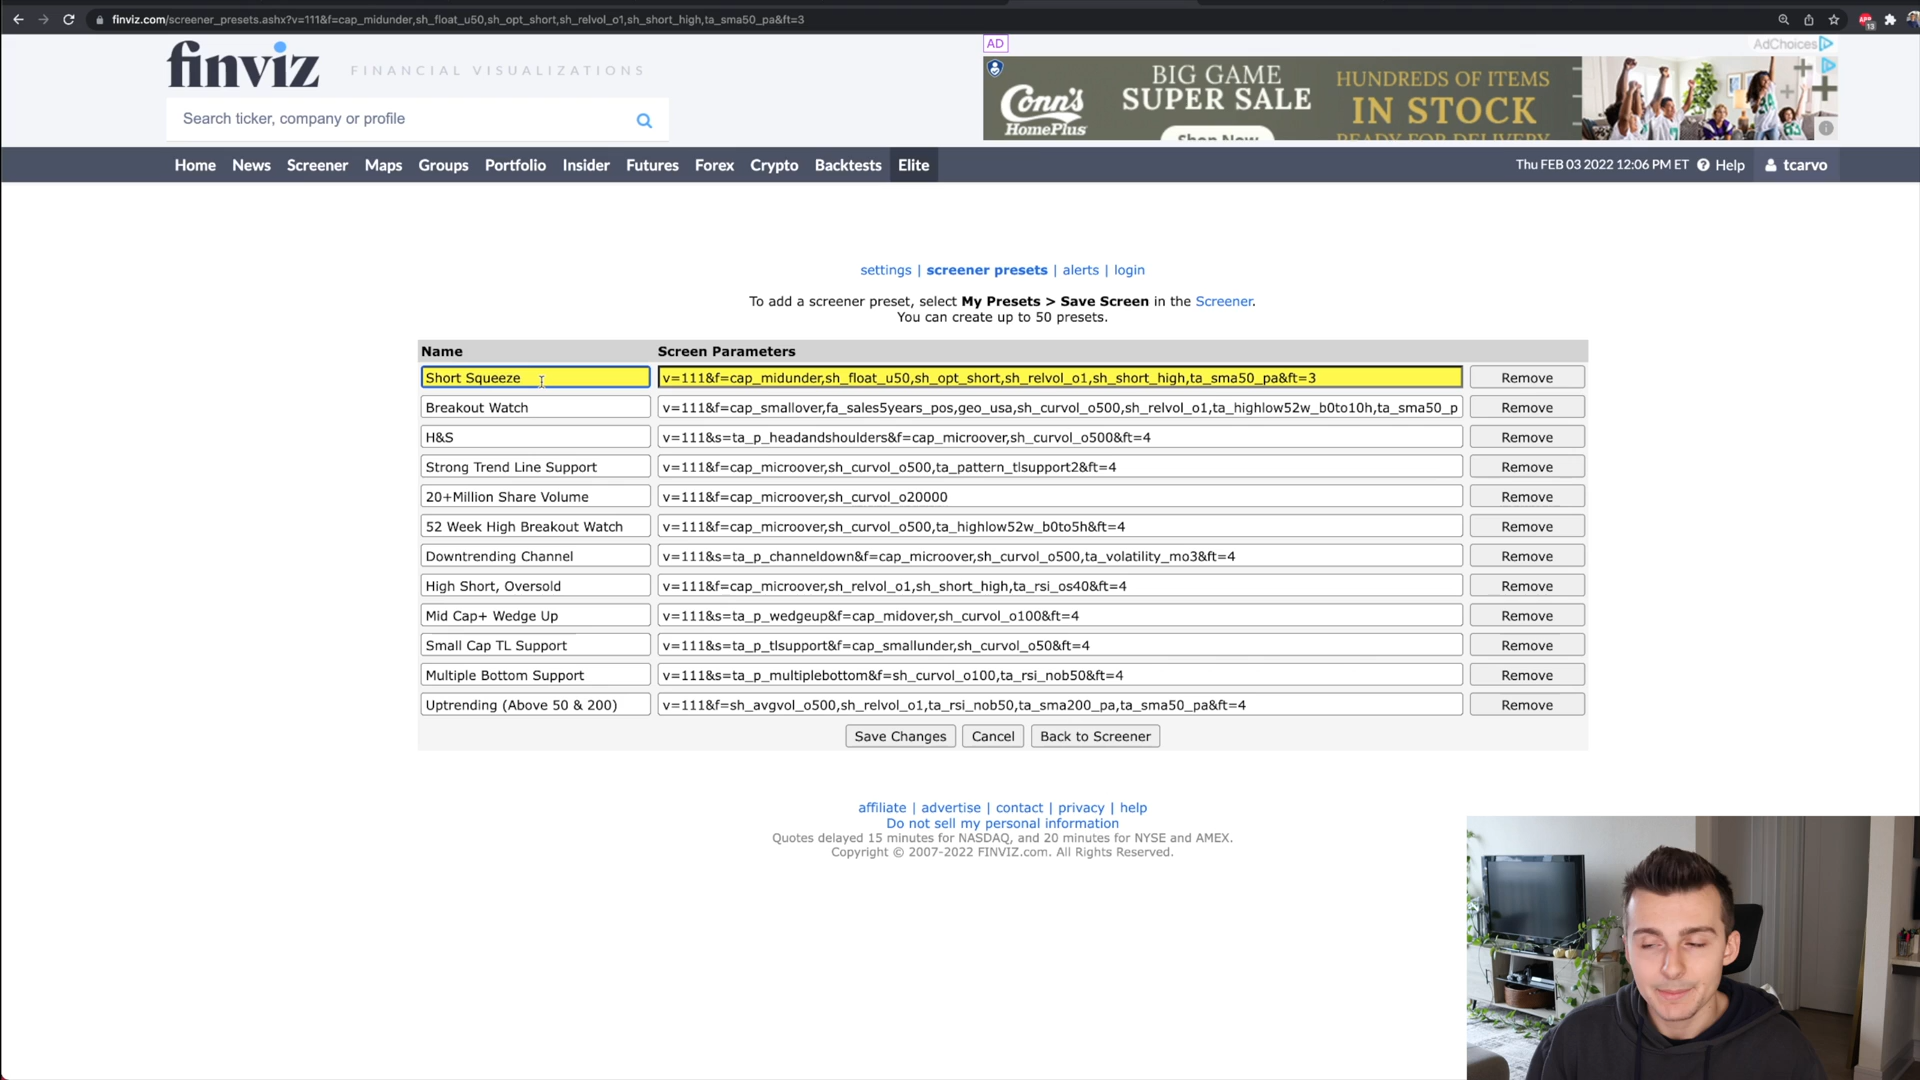 finviz.com/screener_presets.ashx?v=111&f=cap_midunder,sh_float_u50,sh_opt_short,sh_relvol_o1,sh_short_high,ta_sma50_pa&ft=3
finviz FINANCIAL VISUALIZATIONS
Search ticker, company or profile
AD
AdChoices
Conn's HomePlus
BIG GAME
SUPER SALE
Shop Now
HUNDREDS OF ITEMS
IN STOCK
READY FOR DELIVERY
Home News Screener Maps Groups Portfolio Insider Futures Forex Crypto Backtests Elite
Thu FEB 03 2022 12:06 PM ET Help tcarvo
settings | screener presets | alerts | login
To add a screener preset, select My Presets > Save Screen in the Screener.
You can create up to 50 presets.
Name Screen Parameters
Short Squeeze v=111&f=cap_midunder,sh_float_u50,sh_opt_short,sh_relvol_o1,sh_short_high,ta_sma50_pa&ft=3 Remove
Breakout Watch v=111&f=cap_smallover,fa_sales5years_pos,geo_usa,sh_curvol_o500,sh_relvol_o1,ta_highlow52w_b0to10h,ta_sma50_p Remove
H&S v=111&s=ta_p_headandshoulders&f=cap_microover,sh_curvol_o500&ft=4 Remove
Strong Trend Line Support v=111&f=cap_microover,sh_curvol_o500,ta_pattern_tlsupport2&ft=4 Remove
20+Million Share Volume v=111&f=cap_microover,sh_curvol_o20000 Remove
52 Week High Breakout Watch v=111&f=cap_microover,sh_curvol_o500,ta_highlow52w_b0to5h&ft=4 Remove
Downtrending Channel v=111&s=ta_p_channeldown&f=cap_microover,sh_curvol_o500,ta_volatility_mo3&ft=4 Remove
High Short, Oversold v=111&f=cap_microover,sh_relvol_o1,sh_short_high,ta_rsi_os40&ft=4 Remove
Mid Cap+ Wedge Up v=111&s=ta_p_wedgeup&f=cap_midover,sh_curvol_o100&ft=4 Remove
Small Cap TL Support v=111&s=ta_p_tlsupport&f=cap_smallunder,sh_curvol_o50&ft=4 Remove
Multiple Bottom Support v=111&s=ta_p_multiplebottom&f=sh_curvol_o100,ta_rsi_nob50&ft=4 Remove
Uptrending (Above 50 & 200) v=111&f=sh_avgvol_o500,sh_relvol_o1,ta_rsi_nob50,ta_sma200_pa,ta_sma50_pa&ft=4 Remove
Save Changes Cancel Back to Screener
affiliate | advertise | contact | privacy | help
Do not sell my personal information
Quotes delayed 15 minutes for NASDAQ, and 20 minutes for NYSE and AMEX.
Copyright © 2007-2022 FINVIZ.com. All Rights Reserved.